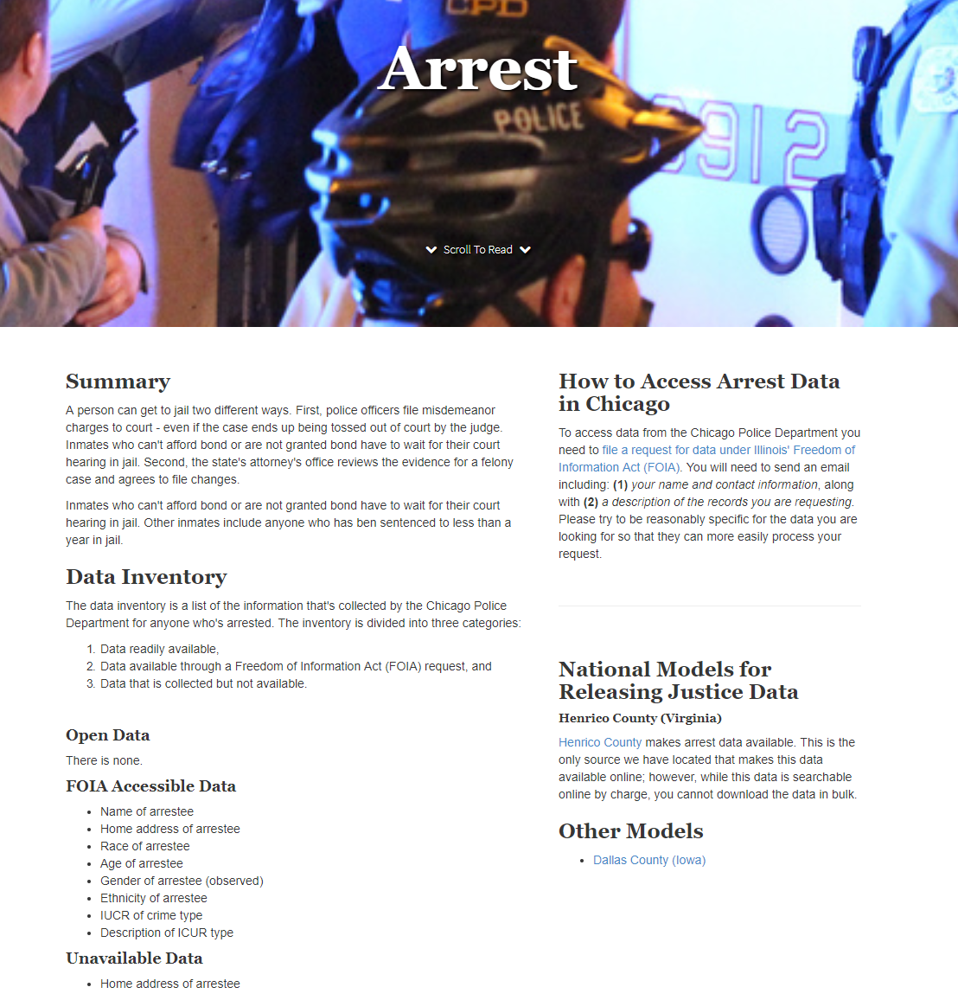 CPD
Arrest
POLICE
3912
Scroll To Read
Summary
A person can get to jail two different ways. First, police officers file misdemeanor
charges to court - even if the case ends up being tossed out of court by the judge.
Inmates who can't afford bond or are not granted bond have to wait for their court
hearing in jail. Second, the state's attorney's office reviews the evidence for a felony
case and agrees to file changes.
Inmates who can't afford bond or are not granted bond have to wait for their court
hearing in jail. Other inmates include anyone who has ben sentenced to less than a
year in jail.
Data Inventory
The data inventory is a list of the information that's collected by the Chicago Police
Department for anyone who's arrested. The inventory is divided into three categories:
1. Data readily available,
2. Data available through a Freedom of Information Act (FOIA) request, and
3. Data that is collected but not available.
Open Data
There is none.
FOIA Accessible Data
• Name of arrestee
• Home address of arrestee
• Race of arrestee
• Age of arrestee
• Gender of arrestee (observed)
• Ethnicity of arrestee
• IUCR of crime type
• Description of ICUR type
Unavailable Data
• Home address of arrestee
How to Access Arrest Data
in Chicago
To access data from the Chicago Police Department you
need to file a request for data under Illinois' Freedom of
Information Act (FOIA). You will need to send an email
including: (1) your name and contact information, along
with (2) a description of the records you are requesting.
Please try to be reasonably specific for the data you are
looking for so that they can more easily process your
request.
National Models for
Releasing Justice Data
Henrico County (Virginia)
Henrico County makes arrest data available. This is the
only source we have located that makes this data
available online; however, while this data is searchable
online by charge, you cannot download the data in bulk.
Other Models
• Dallas County (Iowa)